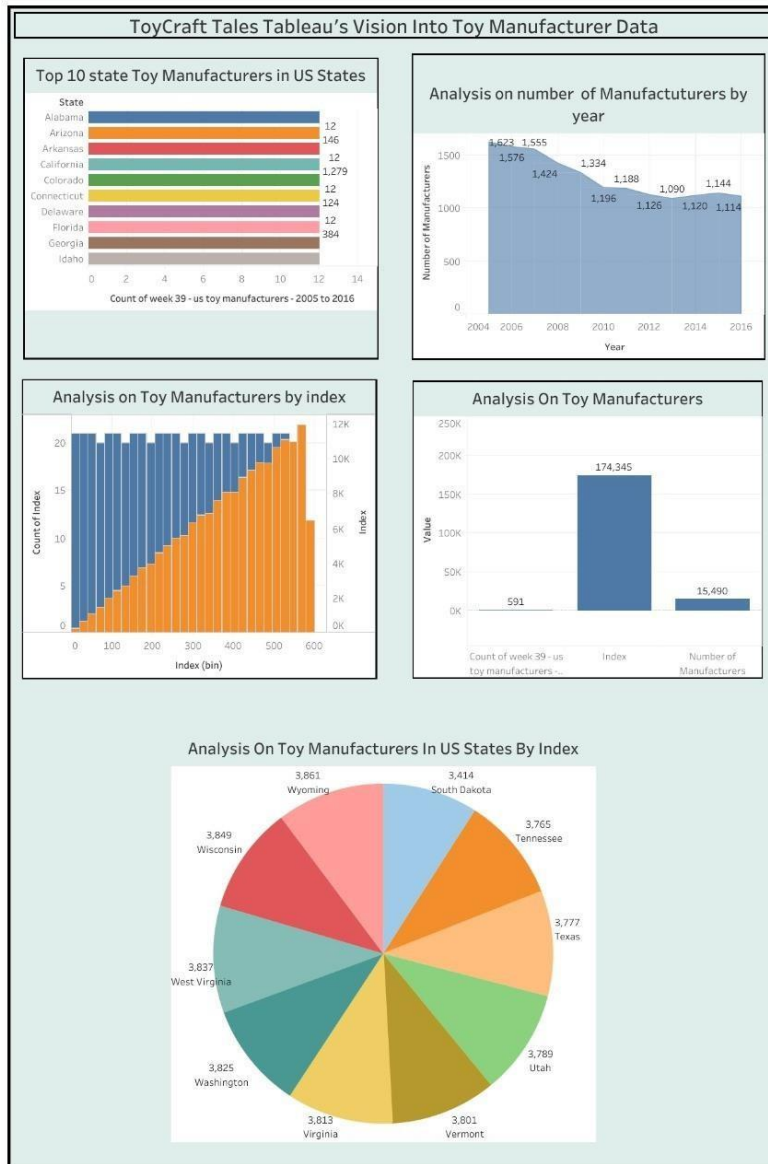 ToyCraft Tales Tableau's Vision Into Toy Manufacturer Data
Top 10 state Toy Manufacturers in US States
State
Alabama
12
Arizona
146
Arkansas
12
California
1,279
Colorado
12
Connecticut
124
Delaware
12
Florida
384
Georgia
Idaho
0 2 4 6 8 10 12 14
Count of week 39 - us toy manufacturers - 2005 to 2016
Analysis on number of Manufactuturers by
year
Number of Manufacturers
1500
1000
500
0
1,623 1,555
1,576
1,424
1,334
1,196
1,188
1,126
1,090
1,120
1,144
1,114
2004 2006 2008 2010 2012 2014 2016
Year
Analysis on Toy Manufacturers by index
Count of Index
20
15
10
5
0
12K
10K
8K
6K
4K
2K
0K
Index
0 100 200 300 400 500 600
Index (bin)
Analysis On Toy Manufacturers
Value
250K
200K
150K
100K
50K
0K
591
174,345
15,490
Count of week 39 - us
toy manufacturers -..
Index
Number of
Manufacturers
Analysis On Toy Manufacturers In US States By Index
3,414
South Dakota
3,765
Tennessee
3,777
Texas
3,789
Utah
3,801
Vermont
3,813
Virginia
3,825
Washington
3,837
West Virginia
3,849
Wisconsin
3,861
Wyoming